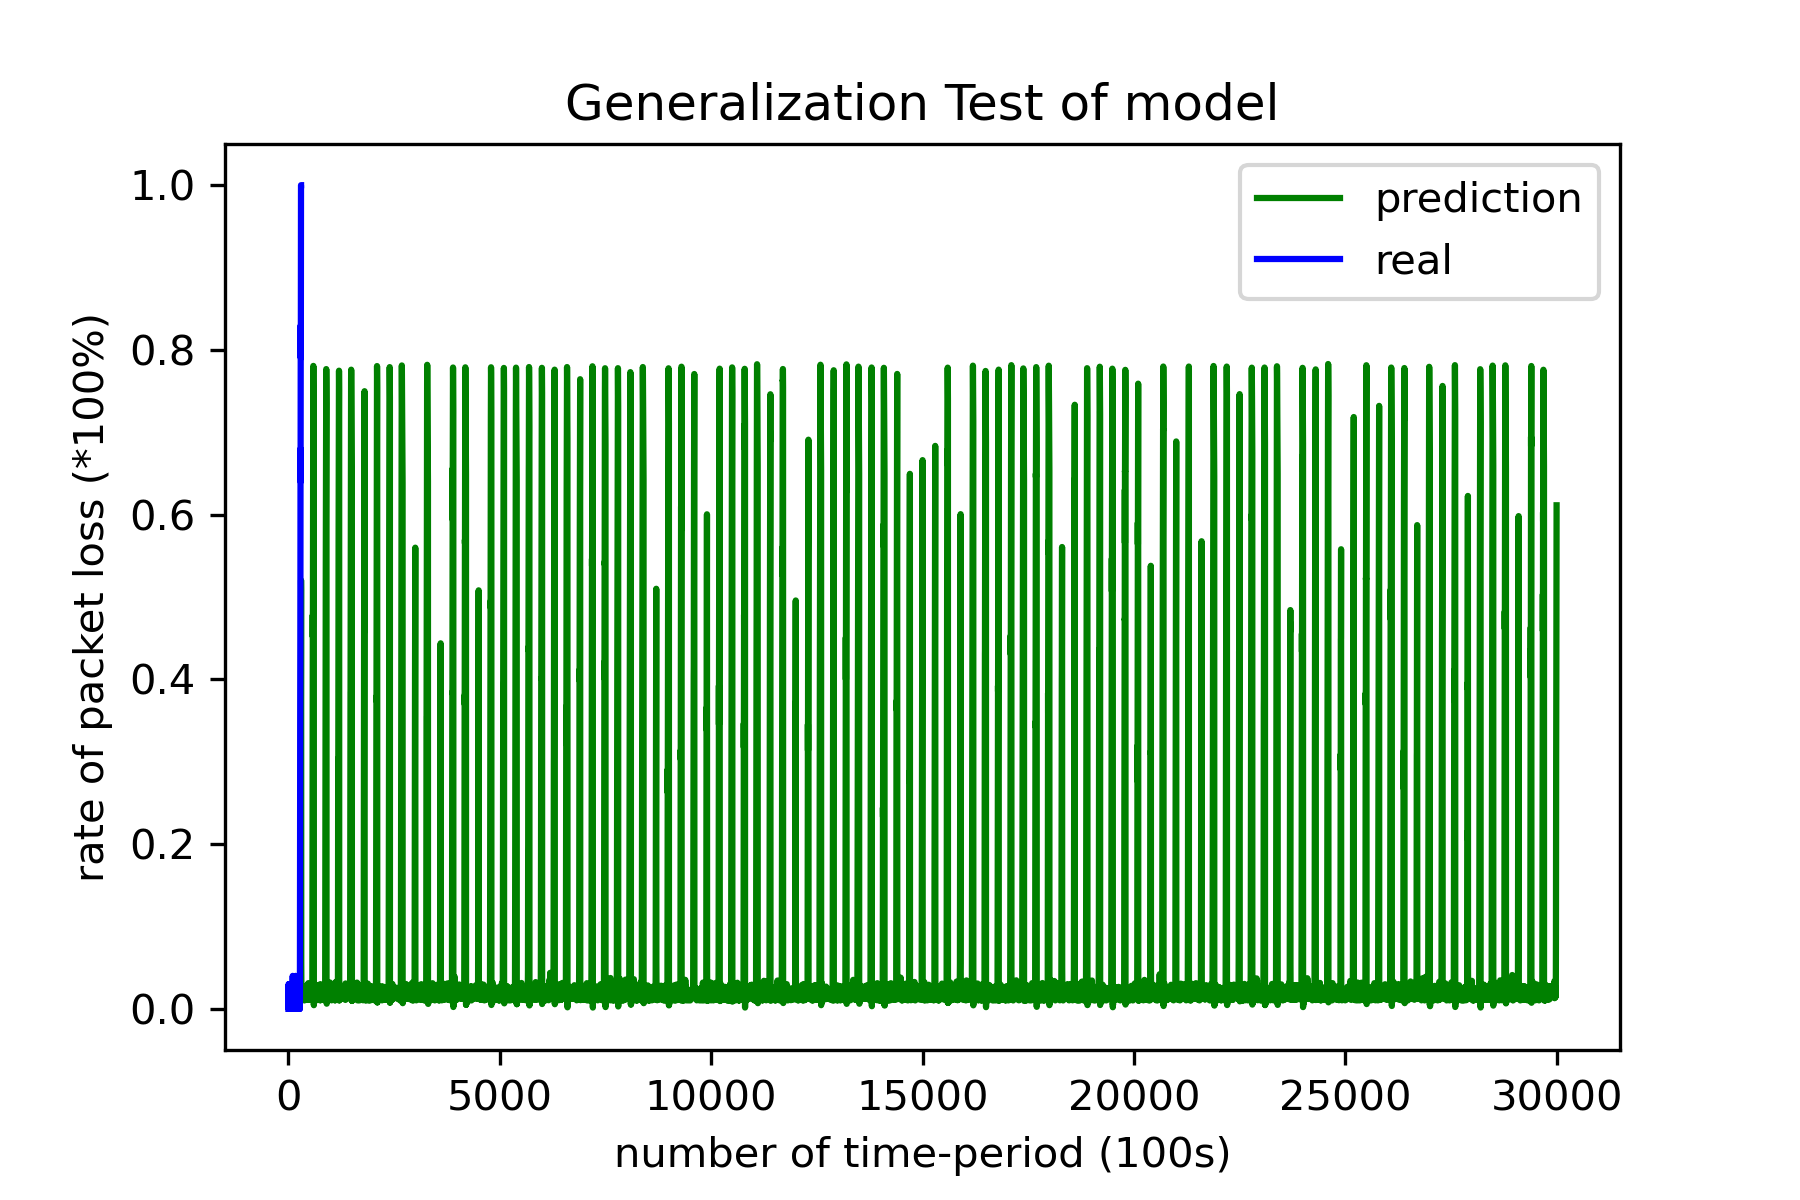 Generalization Test of model
prediction
real
rate of packet loss (*100%)
1.0
0.8
0.6
0.4
0.2
0.0
0 5000 10000 15000 20000 25000 30000
number of time-period (100s)